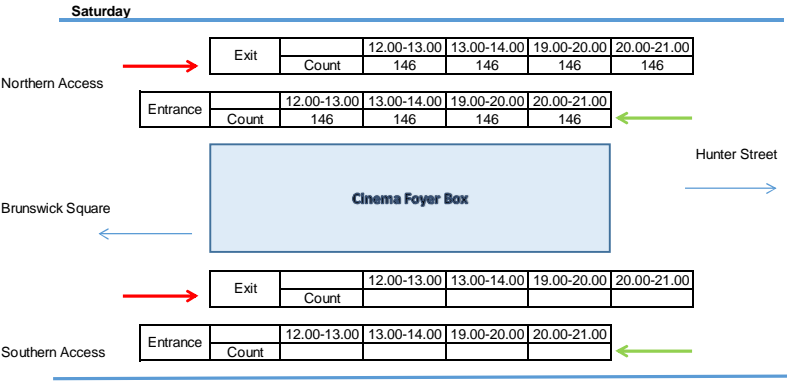 Saturday
Exit 12.00-13.00 13.00-14.00 19.00-20.00 20.00-21.00
Count 146 146 146 146
Northern Access
Entrance 12.00-13.00 13.00-14.00 19.00-20.00 20.00-21.00
Count 146 146 146 146
Hunter Street
Cinema Foyer Box
Brunswick Square
Exit 12.00-13.00 13.00-14.00 19.00-20.00 20.00-21.00
Count
Entrance 12.00-13.00 13.00-14.00 19.00-20.00 20.00-21.00
Count
Southern Access